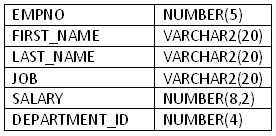 EMPNO NUMBER(5)
FIRST_NAME VARCHAR2(20)
LAST_NAME VARCHAR2(20)
JOB VARCHAR2(20)
SALARY NUMBER(8,2)
DEPARTMENT_ID NUMBER(4)